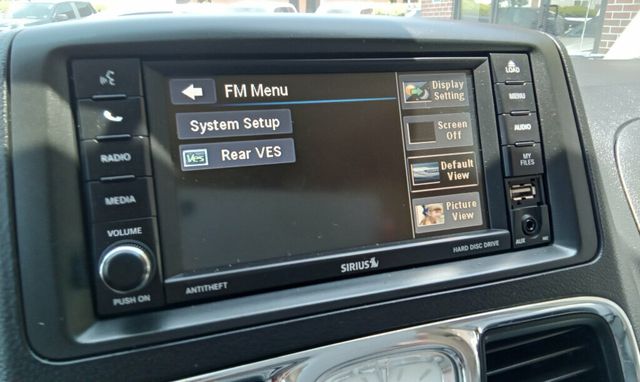 RADIO
MEDIA
VOLUME
PUSH ON
ANTITHEFT
FM Menu
System Setup
Ves
Rear VES
Display
Setting
Screen
Off
Default
View
Picture
View
SIRIUS
HARD DISC DRIVE
LOAD
MENU
AUDIO
MY
FILES
AUX